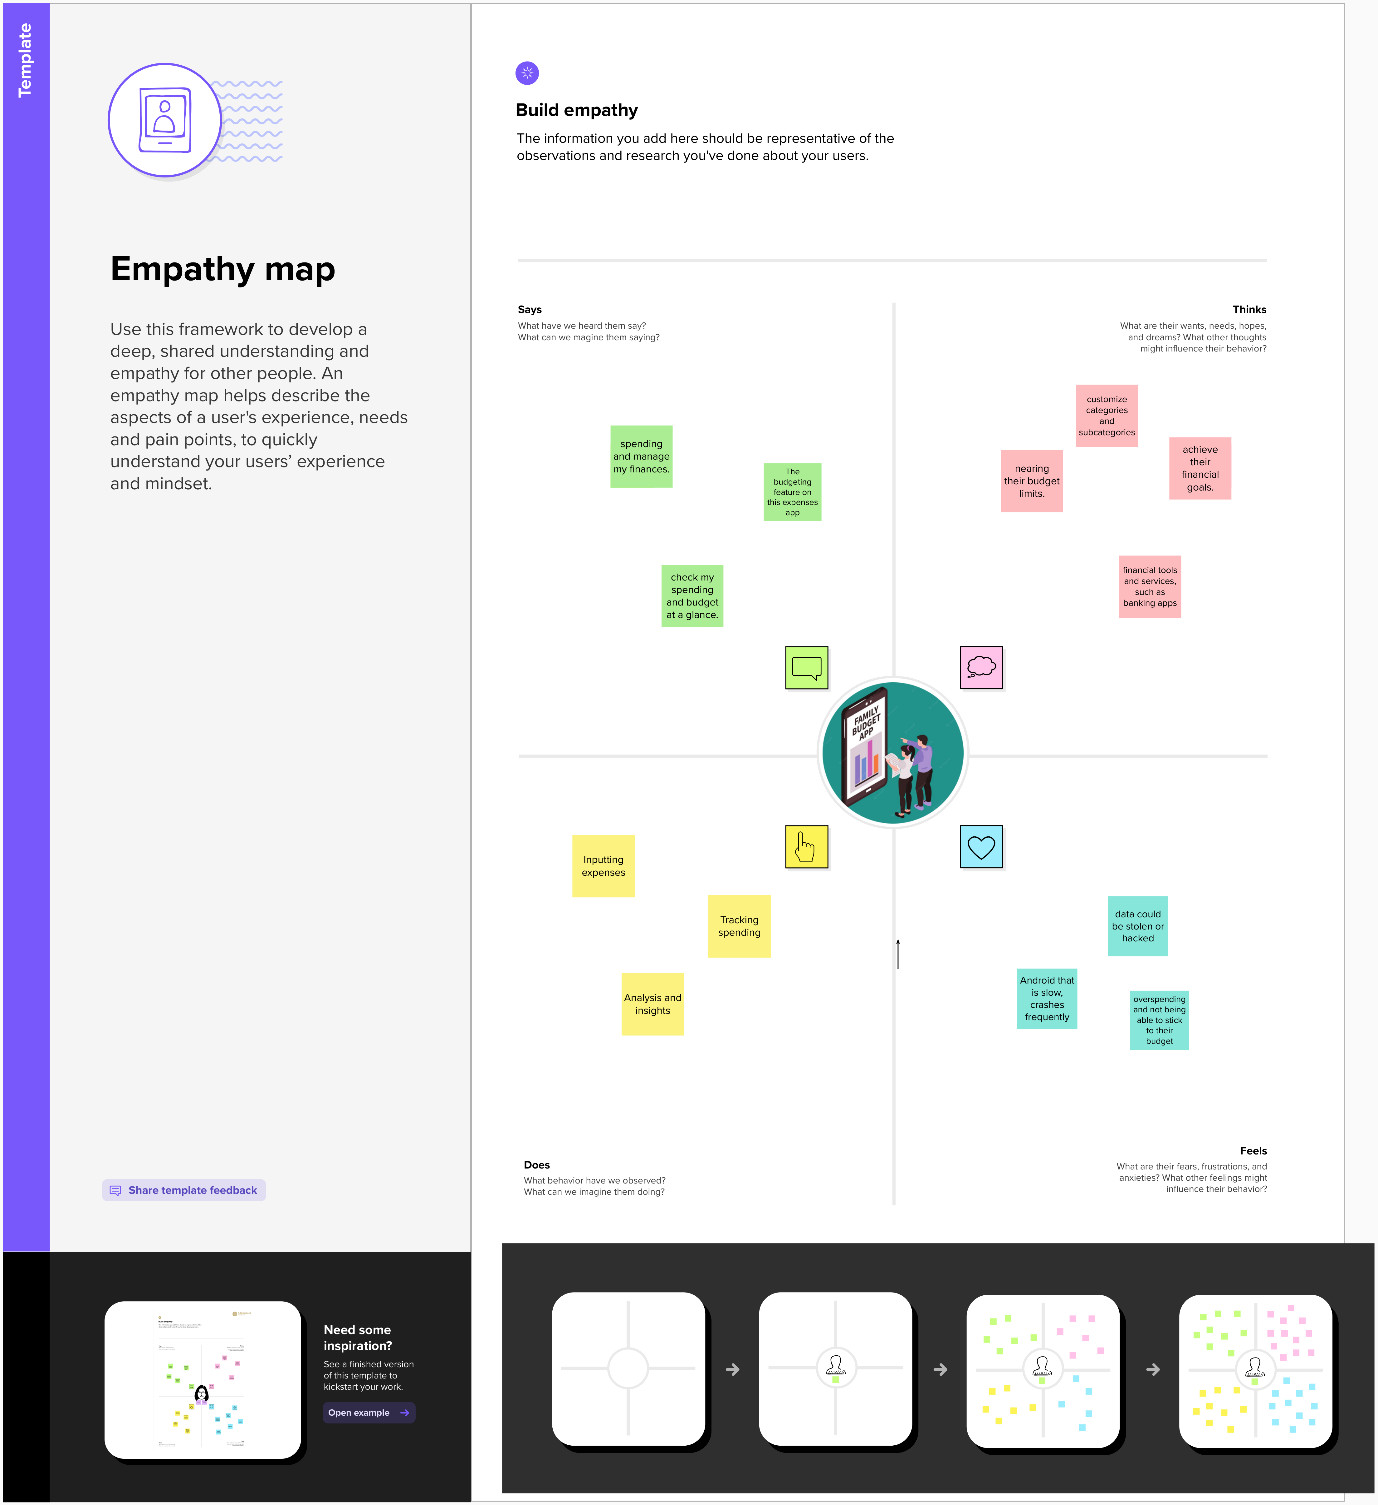 Template
Empathy map
Use this framework to develop a
deep, shared understanding and
empathy for other people. An
empathy map helps describe the
aspects of a user's experience, needs
and pain points, to quickly
understand your users’ experience
and mindset.
Share template feedback
Need some
inspiration?
See a finished version
of this template to
kickstart your work.
Open example
Build empathy
The information you add here should be representative of the
observations and research you've done about your users.
Says
What have we heard them say?
What can we magine them saying?
Thinks
What are their wants, needs, hopes,
and dreams? What other thoughts
might influence their behavior?
spending
and manage
my finances.
The
budgeting
feature on
this expenses
app
check my
spending
and budget
at a glance.
customize
categories
and
subcategories
nearing
their budget
limits.
achieve
their
financial
goals.
financial tools
and services,
such as
banking apps
FAMILY
BUDGET
APP
Inputting
expenses
Tracking
spending
Analysis and
insights
data could
be stolen or
hacked
Android that
is slow,
crashes
frequently
overspending
and not being
able to stick
to their
budget
Does
What behavior have we observed?
What can we imagine them doing?
Feels
What are their fears, frustrations, and
anxieties? What other feelings might
influence their behavior?